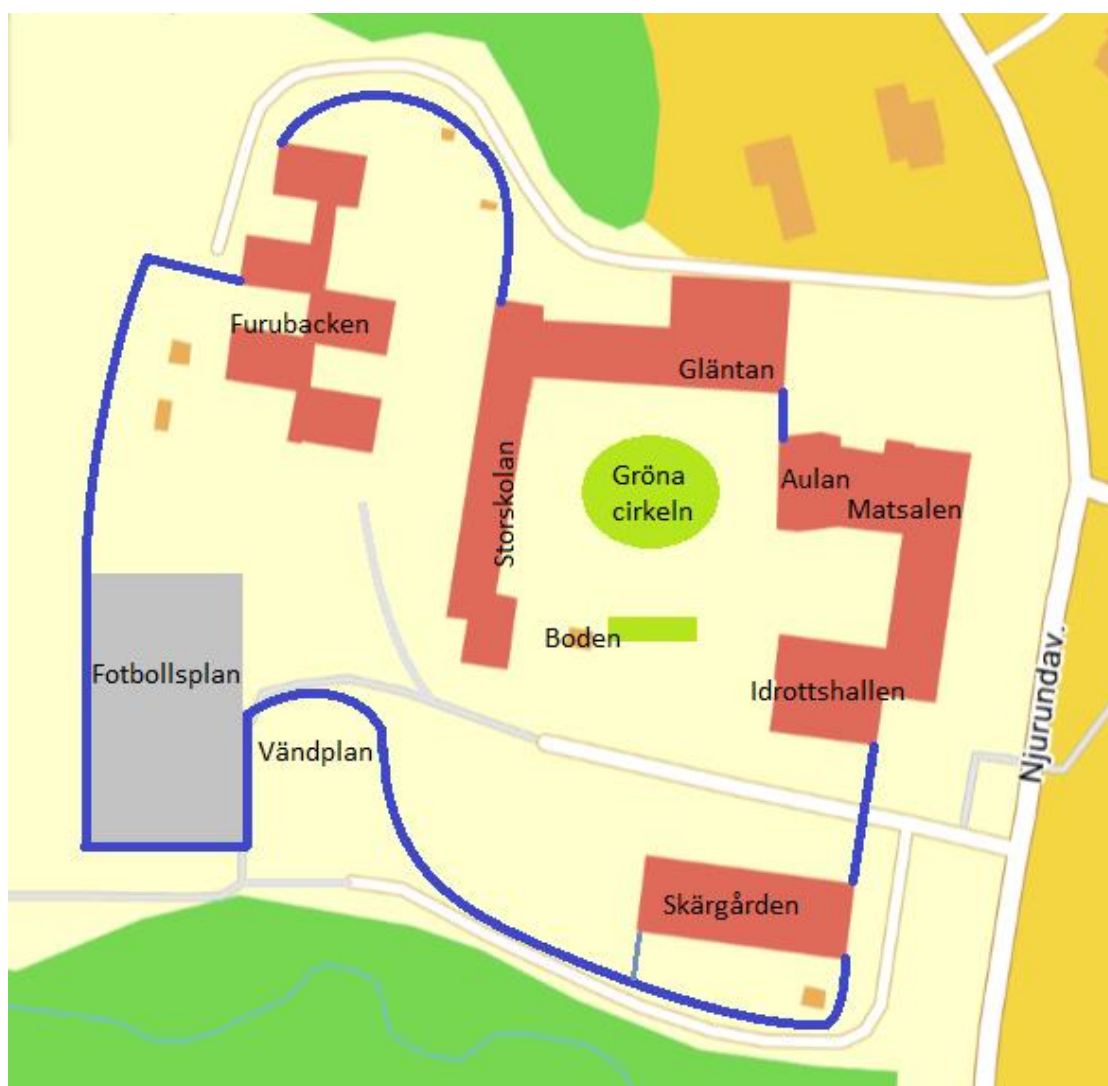 Furubacken
Gläntan
Storskolan
Gröna
cirkeln
Aulan
Matsalen
Boden
Fotbollsplan
Idrottshallen
Vändplan
Njurundav.
Skärgården